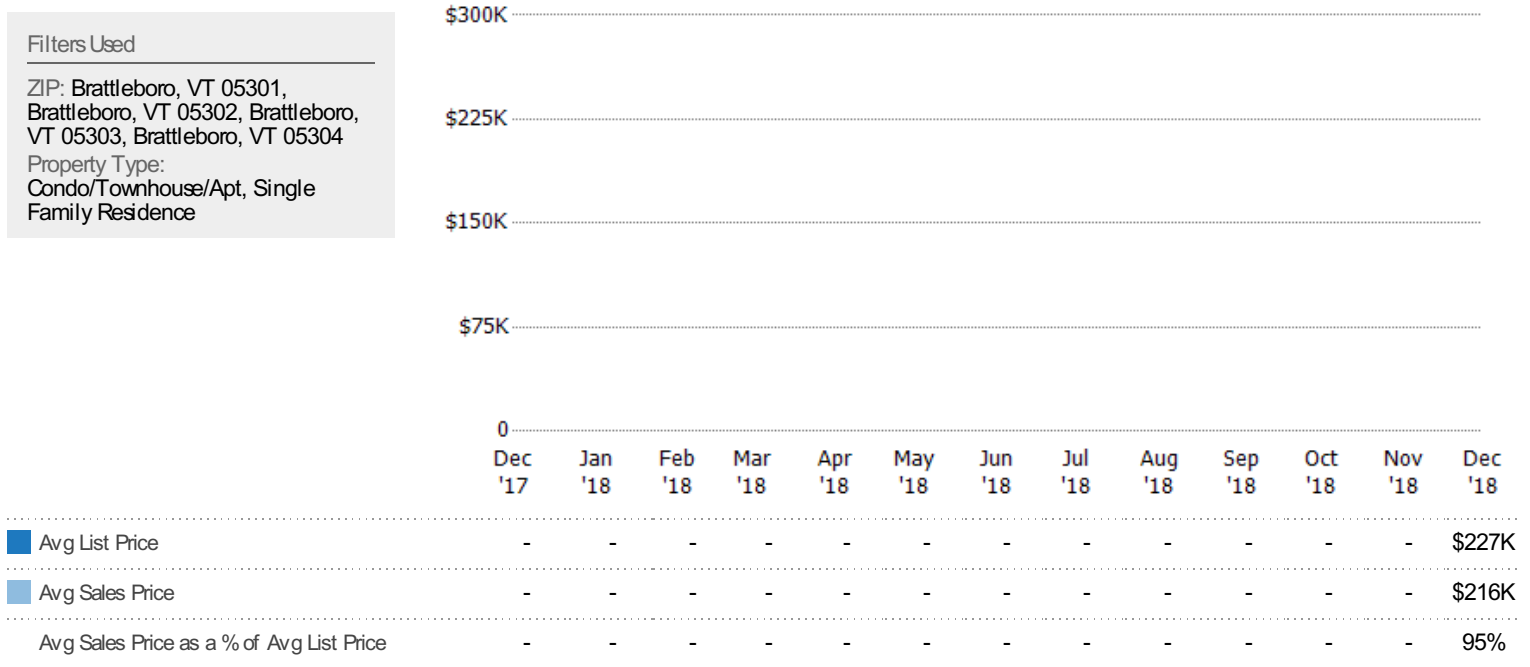 Filters Used
ZIP: Brattleboro, VT 05301,
Brattleboro, VT 05302, Brattleboro,
VT 05303, Brattleboro, VT 05304
Property Type:
Condo/Townhouse/Apt, Single
Family Residence
$300K
$225K
$150K
$75K
0
Dec Jan Feb Mar Apr May Jun Jul Aug Sep Oct Nov Dec
'17 '18 '18 '18 '18 '18 '18 '18 '18 '18 '18 '18 '18
Avg List Price - - - - - - - - - - - - $227K
Avg Sales Price - - - - - - - - - - - - $216K
Avg Sales Price as a % of Avg List Price - - - - - - - - - - - - 95%